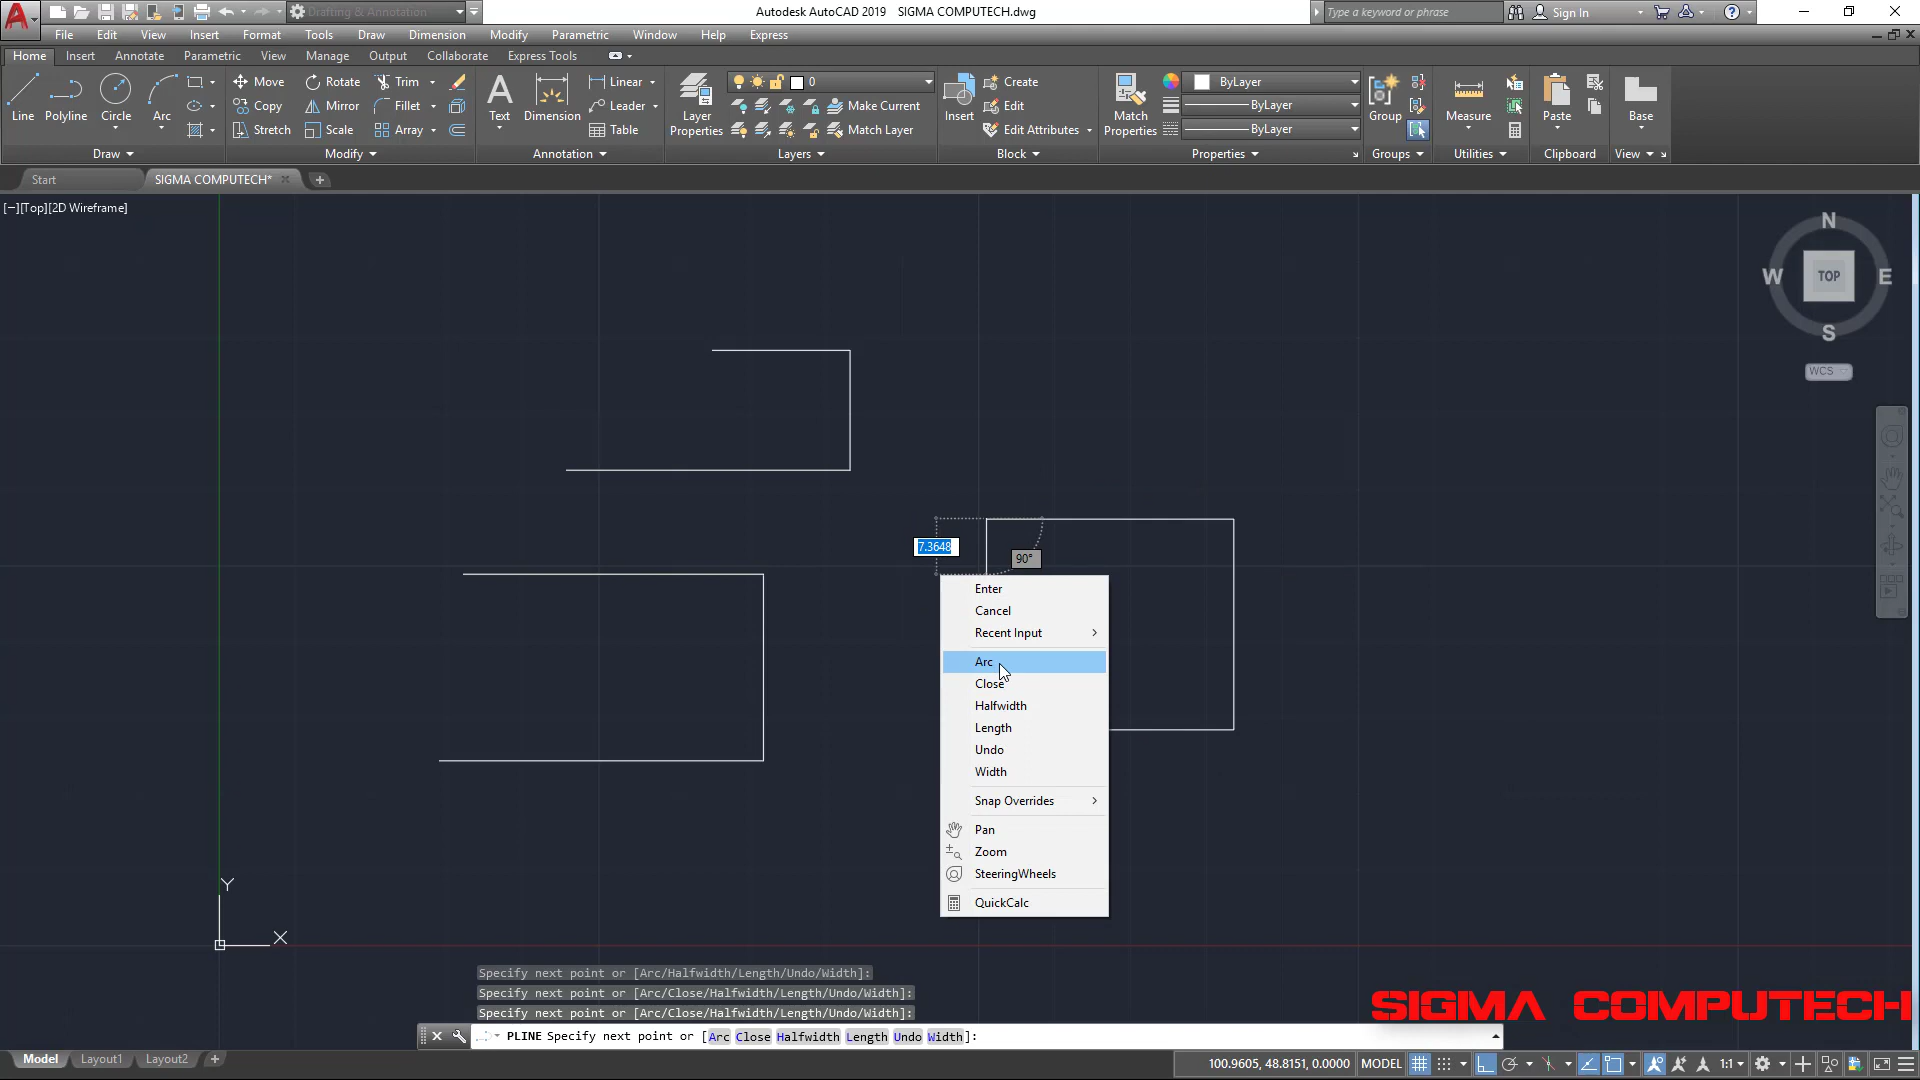 Drafting & Annotation
Autodesk AutoCAD 2019 SIGMA COMPUTECH.dwg
Type a keyword or phrase
Sign In
File Edit View Insert Format Tools Draw Dimension Modify Parametric Window Help Express
Home Insert Annotate Parametric View Manage Output Collaborate Express Tools
Line Polyline Circle Arc
Move Rotate Trim
Copy Mirror Fillet
Stretch Scale Array
Text Dimension
Linear
Leader
Table
Layer Properties
0
Make Current
Match Layer
Insert
Create
Edit
Edit Attributes
Match Properties
ByLayer
ByLayer
ByLayer
Group Measure Paste Base
Draw Modify Annotation Layers Block Properties Groups Utilities Clipboard View
Start SIGMA COMPUTECH*
[−][Top][2D Wireframe]
N
W TOP E
S
WCS
7.3648
90°
Enter
Cancel
Recent Input
Arc
Close
Halfwidth
Length
Undo
Width
Snap Overrides
Pan
Zoom
SteeringWheels
QuickCalc
Y
X
Specify next point or [Arc/Halfwidth/Length/Undo/Width]:
Specify next point or [Arc/Close/Halfwidth/Length/Undo/Width]:
Specify next point or [Arc/Close/Halfwidth/Length/Undo/Width]:
PLINE Specify next point or [Arc Close Halfwidth Length Undo Width]:
SIGMA COMPUTECH
Model Layout1 Layout2
100.9605, 48.8151, 0.0000 MODEL 1:1